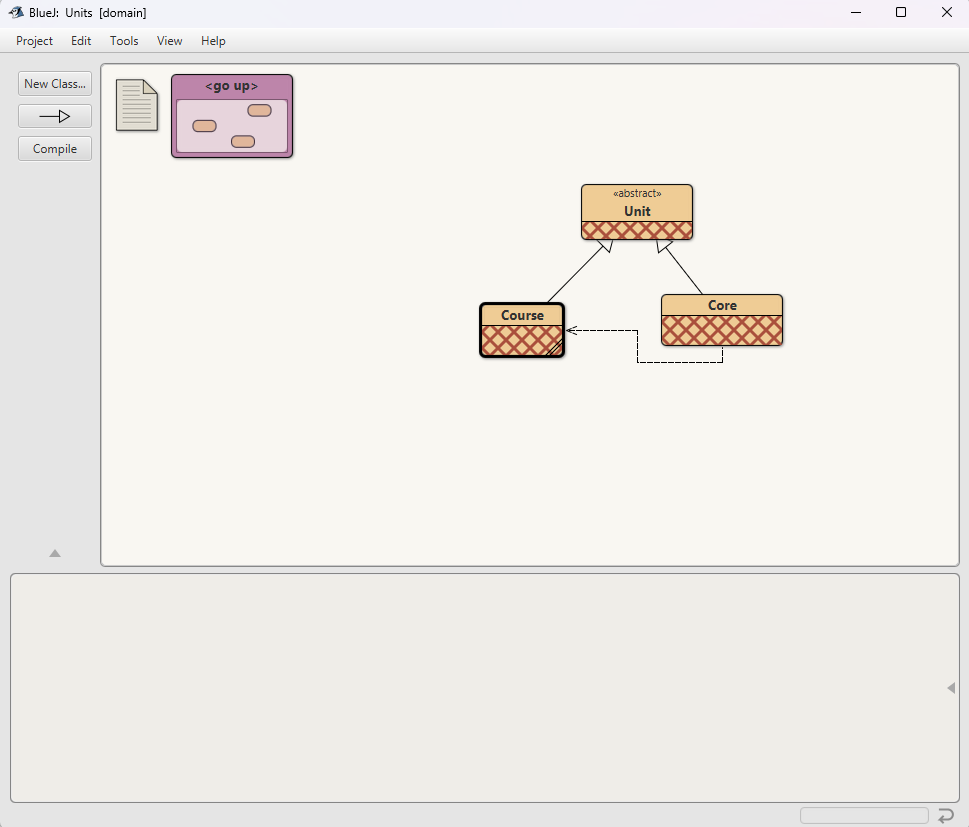 BlueJ: Units [domain]
Project Edit Tools View Help
New Class...
Compile
<go up>
«abstract»
Unit
Course
Core